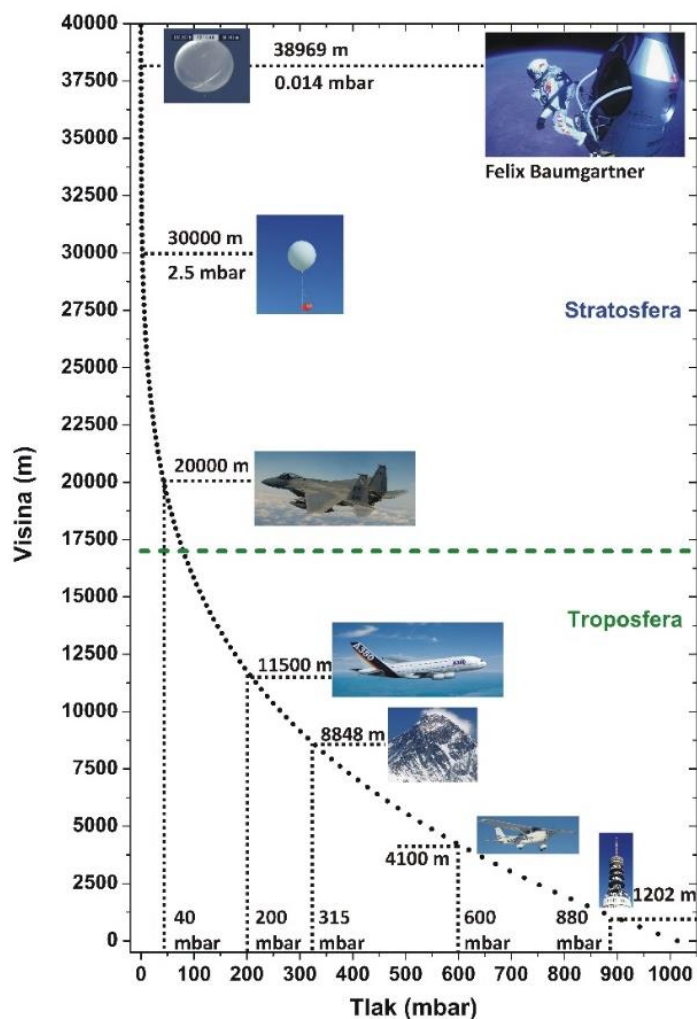 40000
38969 m
37500
0.014 mbar
35000
Felix Baumgartner
32500
30000 m
30000
2.5 mbar
27500
Stratosfera
25000
22500
20000 m
20000
Visina (m)
17500
15000
Troposfera
12500
A380
11500 m
10000
8848 m
7500
5000
4100 m
2500
1202 m
40
mbar
200
mbar
315
mbar
600
mbar
880
mbar
0
0 100 200 300 400 500 600 700 800 900 1000
Tlak (mbar)